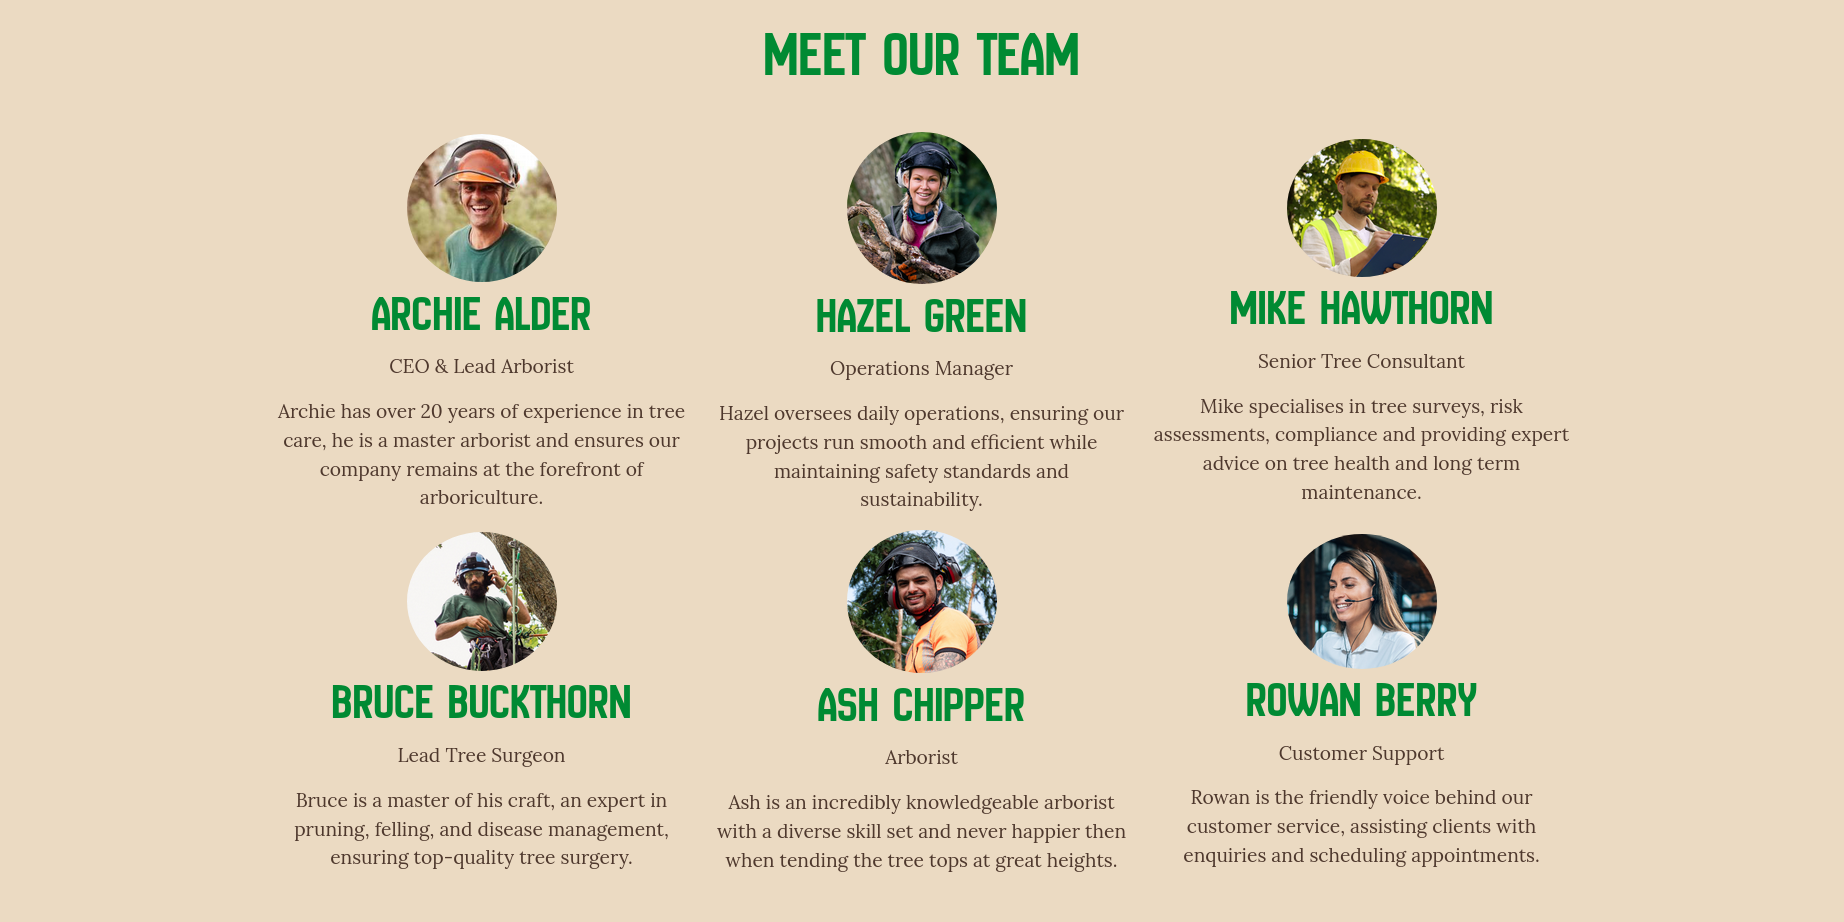 MEET OUR TEAM
ARCHIE ALDER
CEO & Lead Arborist
Archie has over 20 years of experience in tree
care, he is a master arborist and ensures our
company remains at the forefront of
arboriculture.
HAZEL GREEN
Operations Manager
Hazel oversees daily operations, ensuring our
projects run smooth and efficient while
maintaining safety standards and
sustainability.
MIKE HAWTHORN
Senior Tree Consultant
Mike specialises in tree surveys, risk
assessments, compliance and providing expert
advice on tree health and long term
maintenance.
BRUCE BUCKTHORN
Lead Tree Surgeon
Bruce is a master of his craft, an expert in
pruning, felling, and disease management,
ensuring top-quality tree surgery.
ASH CHIPPER
Arborist
Ash is an incredibly knowledgeable arborist
with a diverse skill set and never happier then
when tending the tree tops at great heights.
ROWAN BERRY
Customer Support
Rowan is the friendly voice behind our
customer service, assisting clients with
enquiries and scheduling appointments.